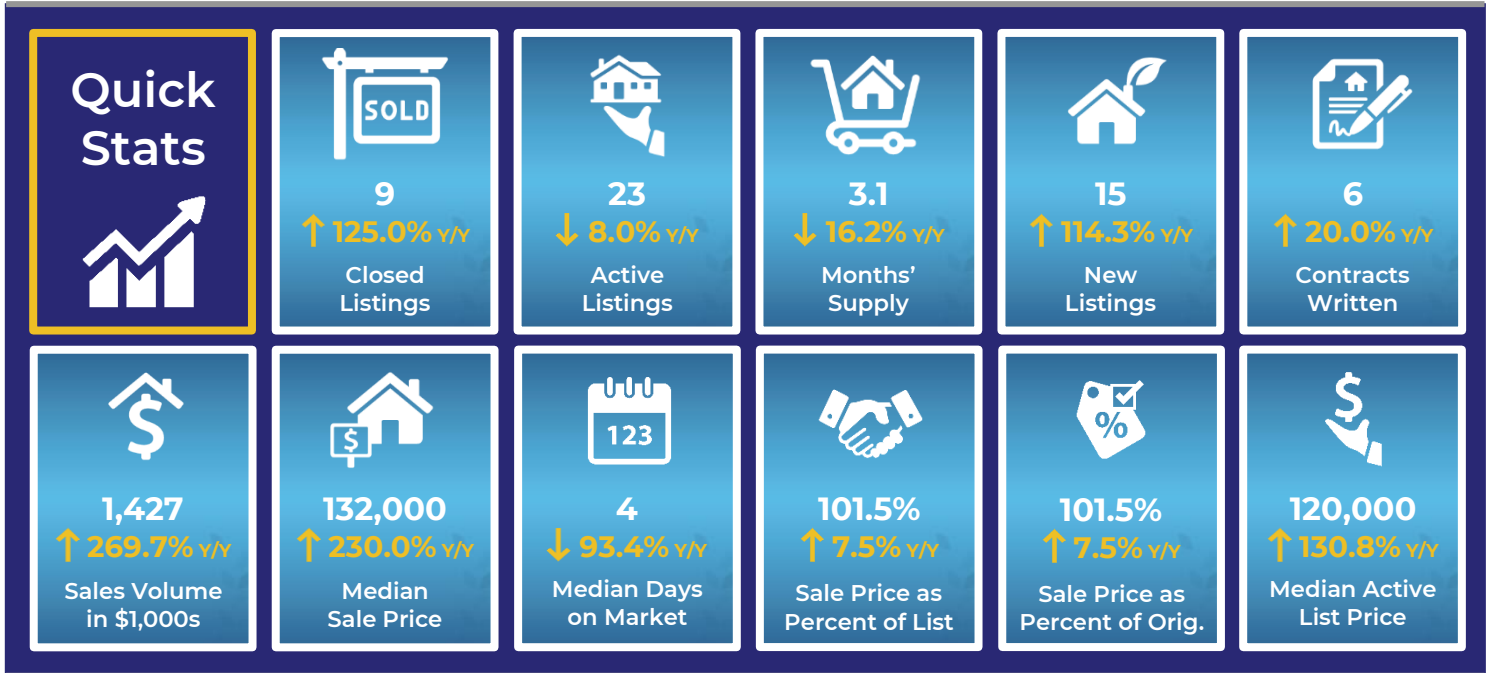 Quick
Stats
SOLD
9
↑ 125.0% Y/Y
Closed
Listings
23
↓ 8.0% Y/Y
Active
Listings
3.1
↓ 16.2% Y/Y
Months’
Supply
15
↑ 114.3% Y/Y
New
Listings
6
↑ 20.0% Y/Y
Contracts
Written
$
1,427
↑ 269.7% Y/Y
Sales Volume
in $1,000s
$
132,000
↑ 230.0% Y/Y
Median
Sale Price
123
4
↓ 93.4% Y/Y
Median Days
on Market
101.5%
↑ 7.5% Y/Y
Sale Price as
Percent of List
%
101.5%
↑ 7.5% Y/Y
Sale Price as
Percent of Orig.
$
120,000
↑ 130.8% Y/Y
Median Active
List Price